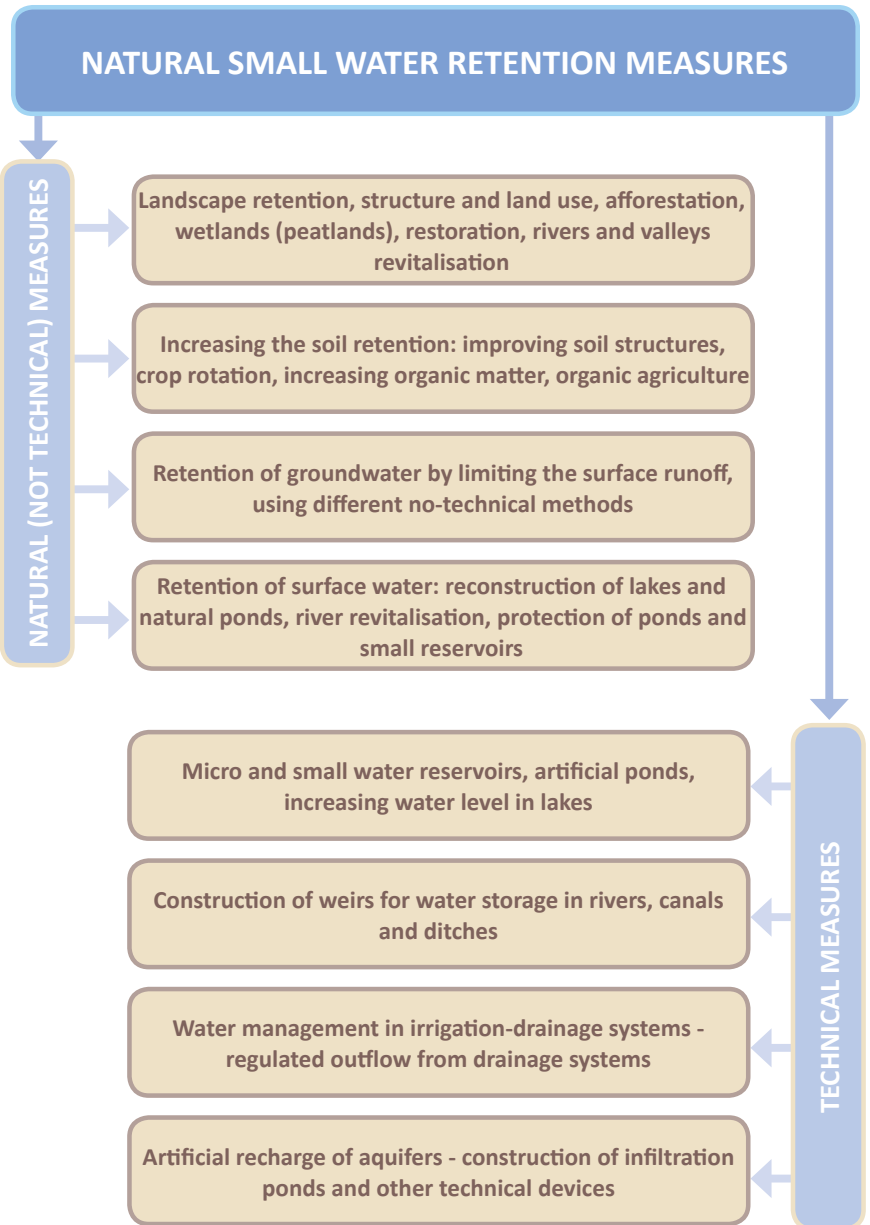 NATURAL SMALL WATER RETENTION MEASURES
NATURAL (NOT TECHNICAL) MEASURES
Landscape retention, structure and land use, afforestation,
wetlands (peatlands), restoration, rivers and valleys
revitalisation
Increasing the soil retention: improving soil structures,
crop rotation, increasing organic matter, organic agriculture
Retention of groundwater by limiting the surface runoff,
using different no-technical methods
Retention of surface water: reconstruction of lakes and
natural ponds, river revitalisation, protection of ponds and
small reservoirs
TECHNICAL MEASURES
Micro and small water reservoirs, artificial ponds,
increasing water level in lakes
Construction of weirs for water storage in rivers, canals
and ditches
Water management in irrigation-drainage systems -
regulated outflow from drainage systems
Artificial recharge of aquifers - construction of infiltration
ponds and other technical devices